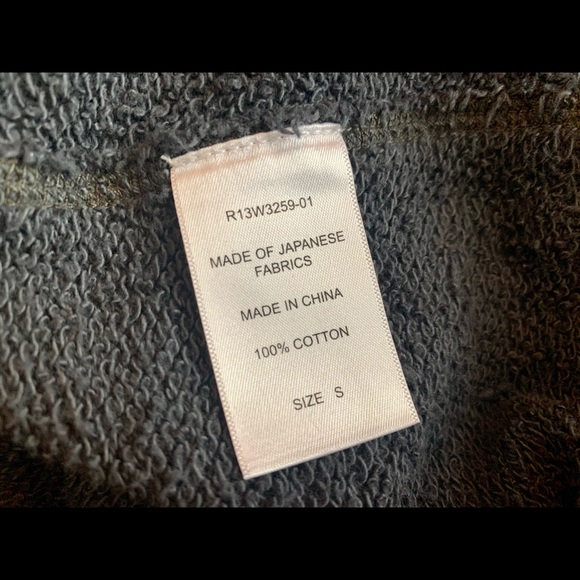 R13W3259-01
MADE OF JAPANESE
FABRICS
MADE IN CHINA
100% COTTON
SIZE S